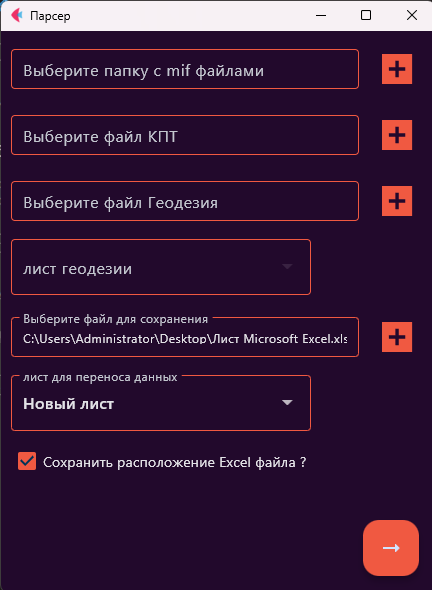 Парсер
Выберите папку с mif файлами
Выберите файл КПТ
Выберите файл Геодезия
лист геодезии
Выберите файл для сохранения
C:\Users\Administrator\Desktop\Лист Microsoft Excel.xls
лист для переноса данных
Новый лист
Сохранить расположение Excel файла ?